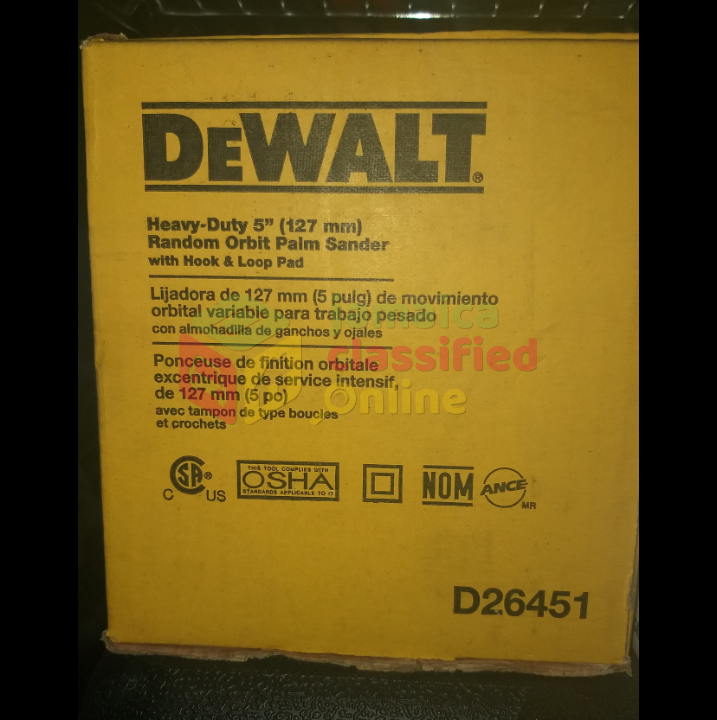 DEWALT®
Heavy-Duty 5” (127 mm)
Random Orbit Palm Sander
with Hook & Loop Pad
Lijadora de 127 mm (5 pulg) de movimiento
orbital variable para trabajo pesado
con almohadilla de ganchos y ojales
Jamaica
classified
Online
Ponceuse de finition orbitale
excentrique de service intensif,
de 127 mm (5 po)
avec tampon de type boucles
et crochets
C SA® US
THIS TOOL COMPLIES WITH
OSHA
STANDARDS APPLICABLE TO IT
NOM
ANCE
MR
D26451